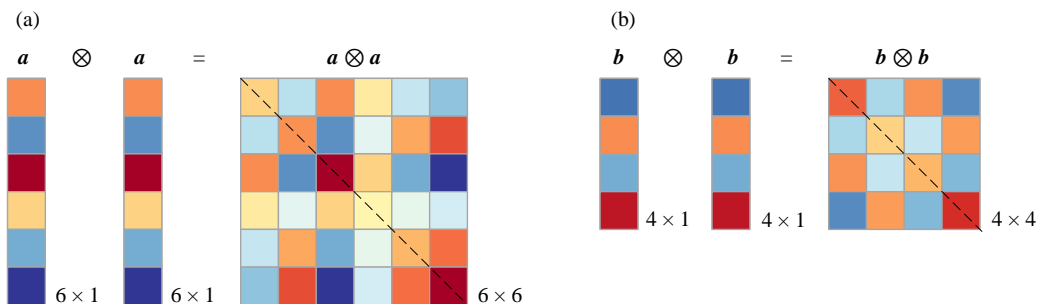 (a)
a ⊗ a = a ⊗ a
6 × 1 6 × 1 6 × 6
(b)
b ⊗ b = b ⊗ b
4 × 1 4 × 1 4 × 4